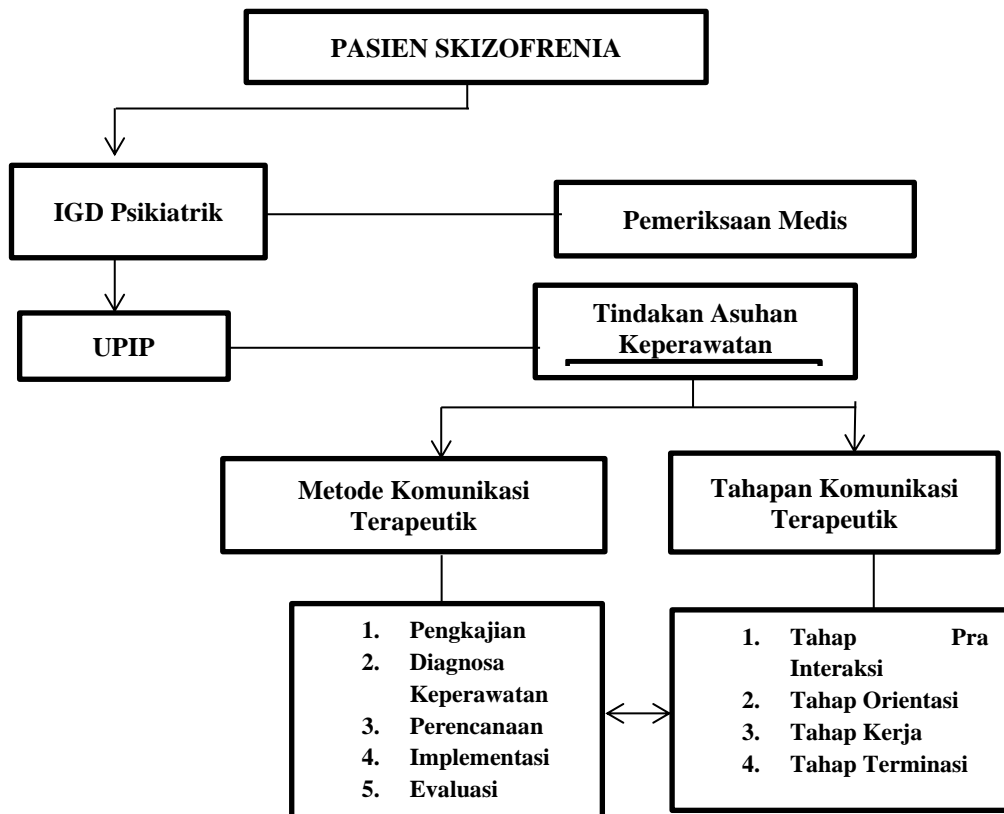 PASIEN SKIZOFRENIA
IGD Psikiatrik
Pemeriksaan Medis
UPIP
Tindakan Asuhan
Keperawatan
Metode Komunikasi
Terapeutik
Tahapan Komunikasi
Terapeutik
1. Pengkajian
2. Diagnosa
Keperawatan
3. Perencanaan
4. Implementasi
5. Evaluasi
1. Tahap Pra
Interaksi
2. Tahap Orientasi
3. Tahap Kerja
4. Tahap Terminasi